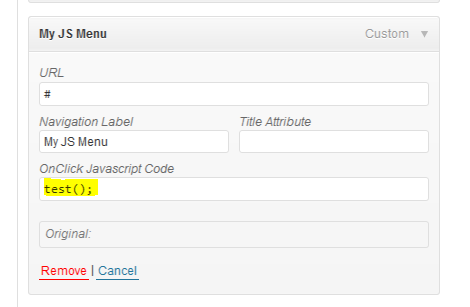 My JS Menu Custom ▼
URL
#
Navigation Label Title Attribute
My JS Menu
OnClick Javascript Code
test();
Original:
Remove | Cancel